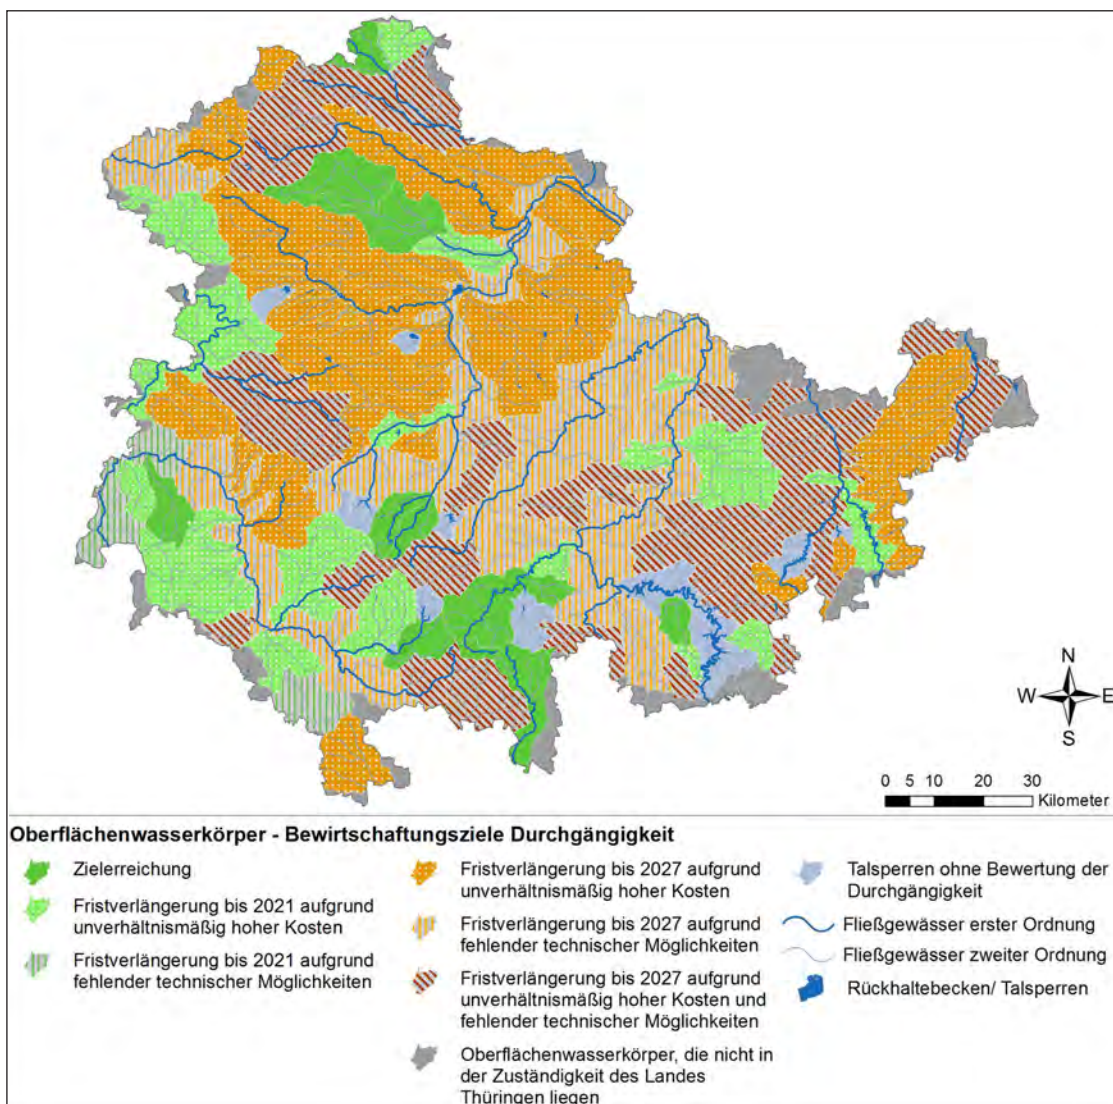 N
W E
S
0 5 10 20 30
Kilometer
Oberflächenwasserkörper - Bewirtschaftungsziele Durchgängigkeit
Zielerreichung
Fristverlängerung bis 2021 aufgrund
unverhältnismäßig hoher Kosten
Fristverlängerung bis 2021 aufgrund
fehlender technischer Möglichkeiten
Fristverlängerung bis 2027 aufgrund
unverhältnismäßig hoher Kosten
Fristverlängerung bis 2027 aufgrund
fehlender technischer Möglichkeiten
Fristverlängerung bis 2027 aufgrund
unverhältnismäßig hoher Kosten und
fehlender technischer Möglichkeiten
Oberflächenwasserkörper, die nicht in
der Zuständigkeit des Landes
Thüringen liegen
Talsperren ohne Bewertung der
Durchgängigkeit
Fließgewässer erster Ordnung
Fließgewässer zweiter Ordnung
Rückhaltebecken/ Talsperren